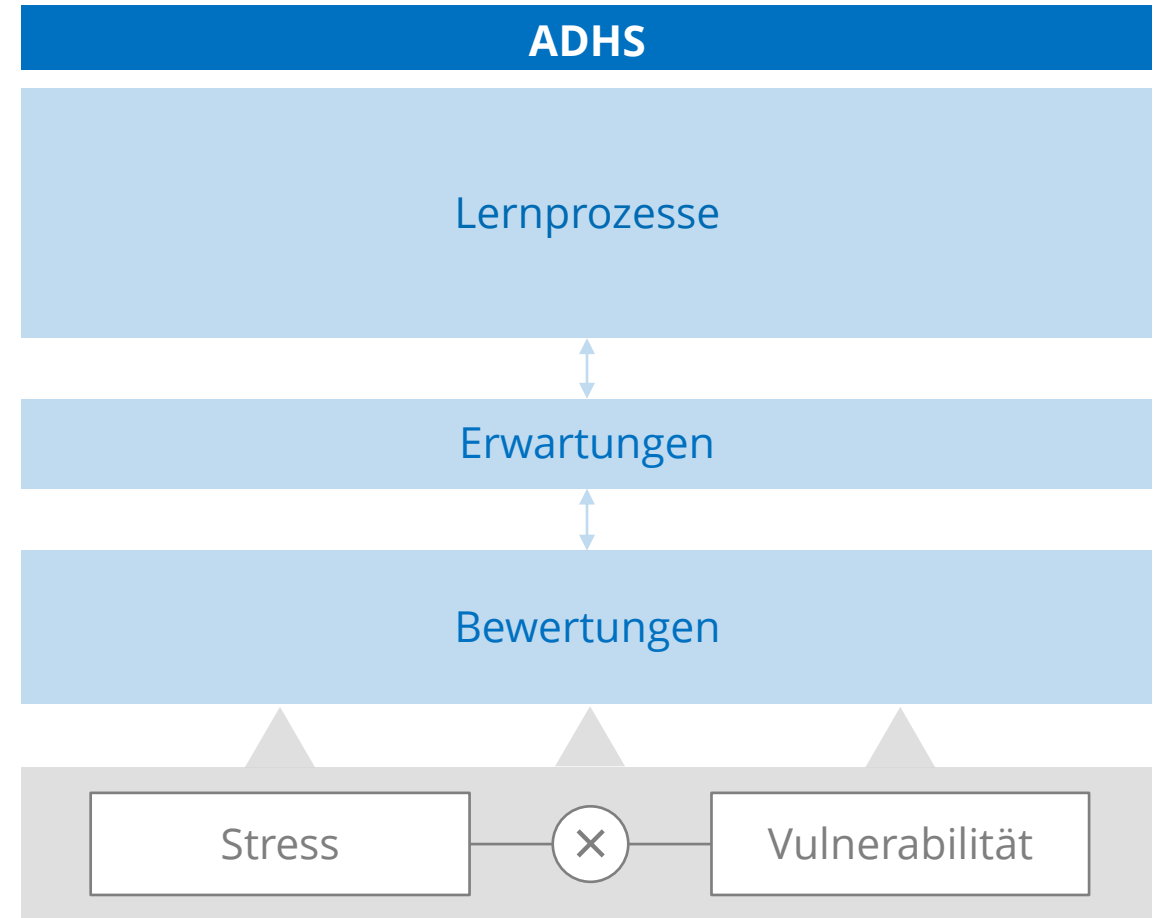 ADHS
Lernprozesse
Erwartungen
Bewertungen
Stress
×
Vulnerabilität